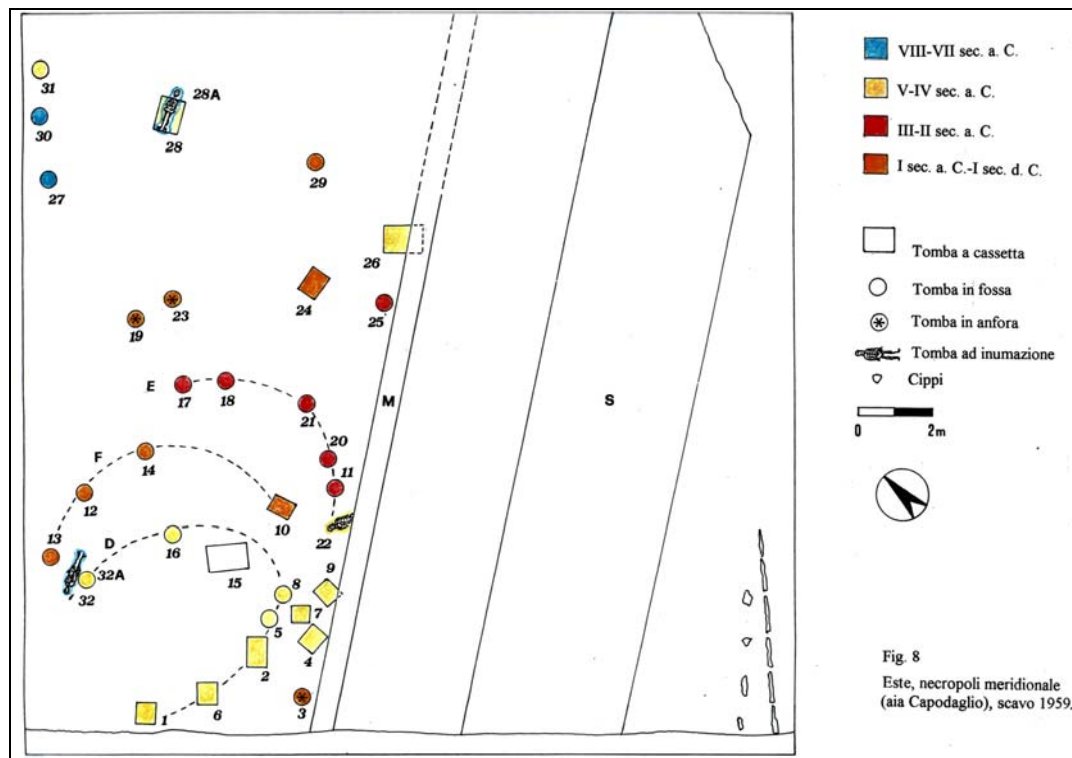 31
30
27
28A
28
29
26
24
25
23
19
E
17
18
21
M
S
20
11
F
14
12
10
22
13
D
16
15
32A
32
8
9
7
5
4
2
3
6
1
VIII-VII sec. a. C.
V-IV sec. a. C.
III-II sec. a. C.
I sec. a. C.-I sec. d. C.
Tomba a cassetta
Tomba in fossa
Tomba in anfora
Tomba ad inumazione
Cippi
0 2m
Fig. 8
Este, necropoli meridionale
(aia Capodaglio), scavo 1959.